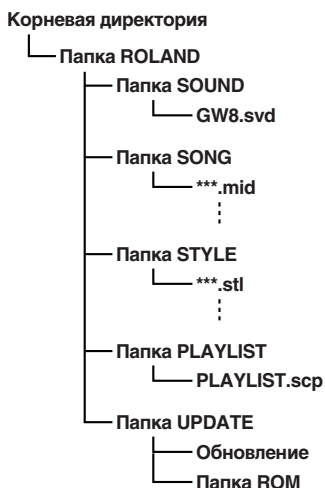 Корневая директория
Папка ROLAND
Папка SOUND
GW8.svd
Папка SONG
***.mid
Папка STYLE
***.stl
Папка PLAYLIST
PLAYLIST.scp
Папка UPDATE
Обновление
Папка ROM